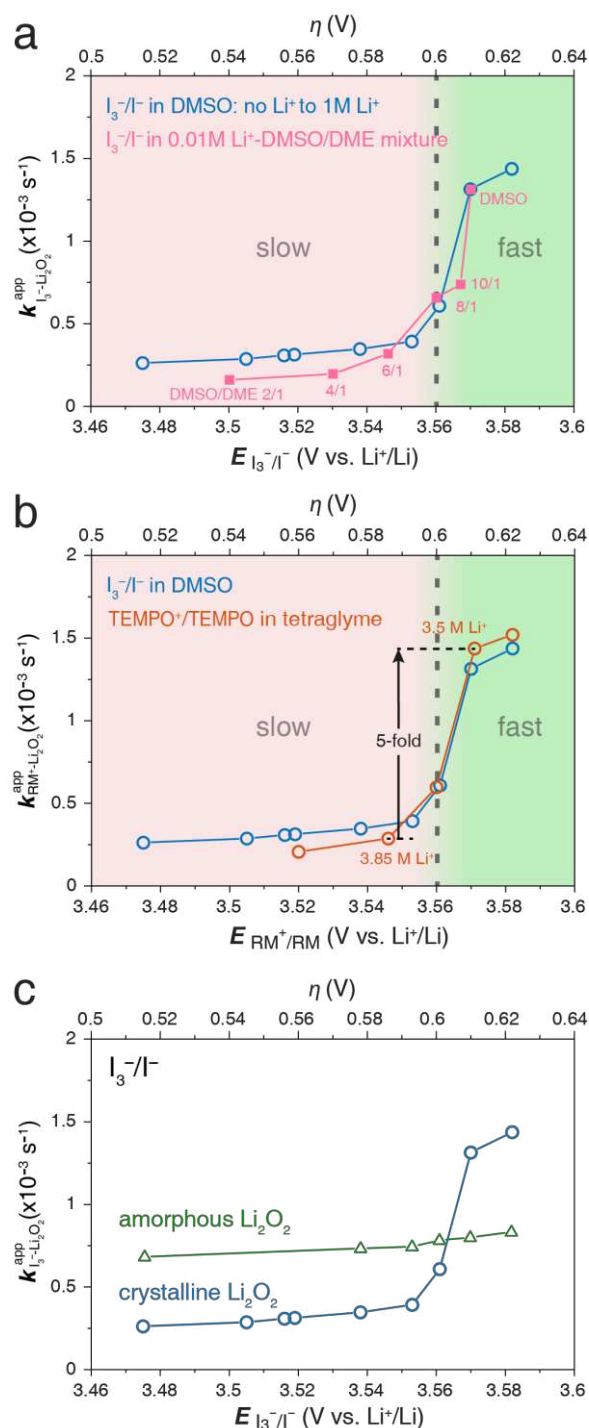 a
η (V)
0.5 0.52 0.54 0.56 0.58 0.6 0.62 0.64
2
1.5
1
0.5
0
k^app_I₃⁻-Li₂O₂ (x10⁻³ s⁻¹)
I₃⁻/I⁻ in DMSO: no Li⁺ to 1M Li⁺
I₃⁻/I⁻ in 0.01M Li⁺-DMSO/DME mixture
slow
fast
DMSO
10/1
8/1
6/1
4/1
DMSO/DME 2/1
3.46 3.48 3.5 3.52 3.54 3.56 3.58 3.6
E I₃⁻/I⁻ (V vs. Li⁺/Li)
b
η (V)
0.5 0.52 0.54 0.56 0.58 0.6 0.62 0.64
2
1.5
1
0.5
0
k^app_RM⁺-Li₂O₂ (x10⁻³ s⁻¹)
I₃⁻/I⁻ in DMSO
TEMPO⁺/TEMPO in tetraglyme
3.5 M Li⁺
slow
fast
5-fold
3.85 M Li⁺
3.46 3.48 3.5 3.52 3.54 3.56 3.58 3.6
E RM⁺/RM (V vs. Li⁺/Li)
c
η (V)
0.5 0.52 0.54 0.56 0.58 0.6 0.62 0.64
2
1.5
1
0.5
0
k^app_I₃⁻-Li₂O₂ (x10⁻³ s⁻¹)
I₃⁻/I⁻
amorphous Li₂O₂
crystalline Li₂O₂
3.46 3.48 3.5 3.52 3.54 3.56 3.58 3.6
E I₃⁻/I⁻ (V vs. Li⁺/Li)